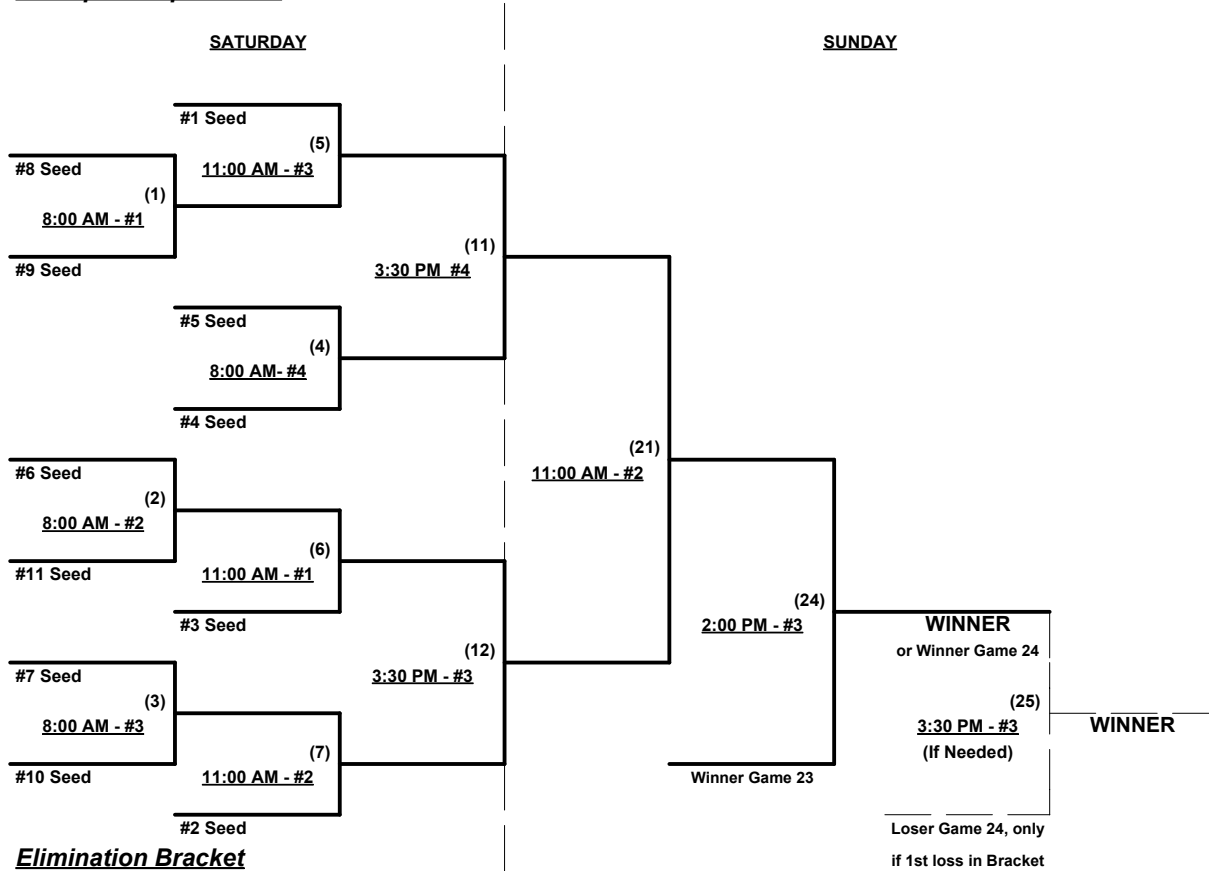 SATURDAY
SUNDAY
#1 Seed
(5)
#8 Seed
11:00 AM - #3
(1)
8:00 AM - #1
(11)
#9 Seed
3:30 PM  #4
#5 Seed
(4)
8:00 AM- #4
#4 Seed
(21)
#6 Seed
11:00 AM - #2
(2)
8:00 AM - #2
(6)
#11 Seed
11:00 AM - #1
(24)
#3 Seed
2:00 PM - #3
WINNER
(12)
or Winner Game 24
#7 Seed
3:30 PM - #3
(3)
(25)
8:00 AM - #3
3:30 PM - #3
WINNER
(7)
(If Needed)
#10 Seed
11:00 AM - #2
Winner Game 23
#2 Seed
Loser Game 24, only
Elimination Bracket
if 1st loss in Bracket